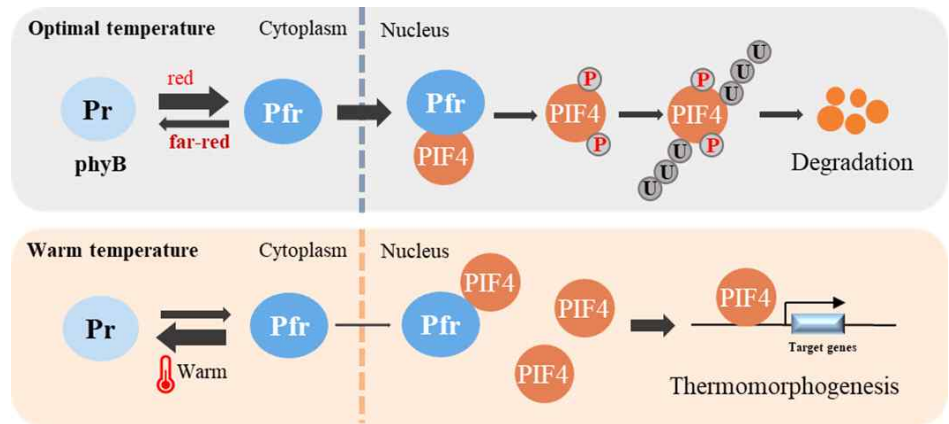 Optimal temperature
Cytoplasm
Nucleus
Pr
phyB
red
far-red
Pfr
Pfr
PIF4
P
PIF4
P
P
PIF4
P
U
U
U
U
U
U
Degradation
Warm temperature
Cytoplasm
Nucleus
Pr
Warm
Pfr
Pfr
PIF4
PIF4
PIF4
PIF4
Target genes
Thermomorphogenesis